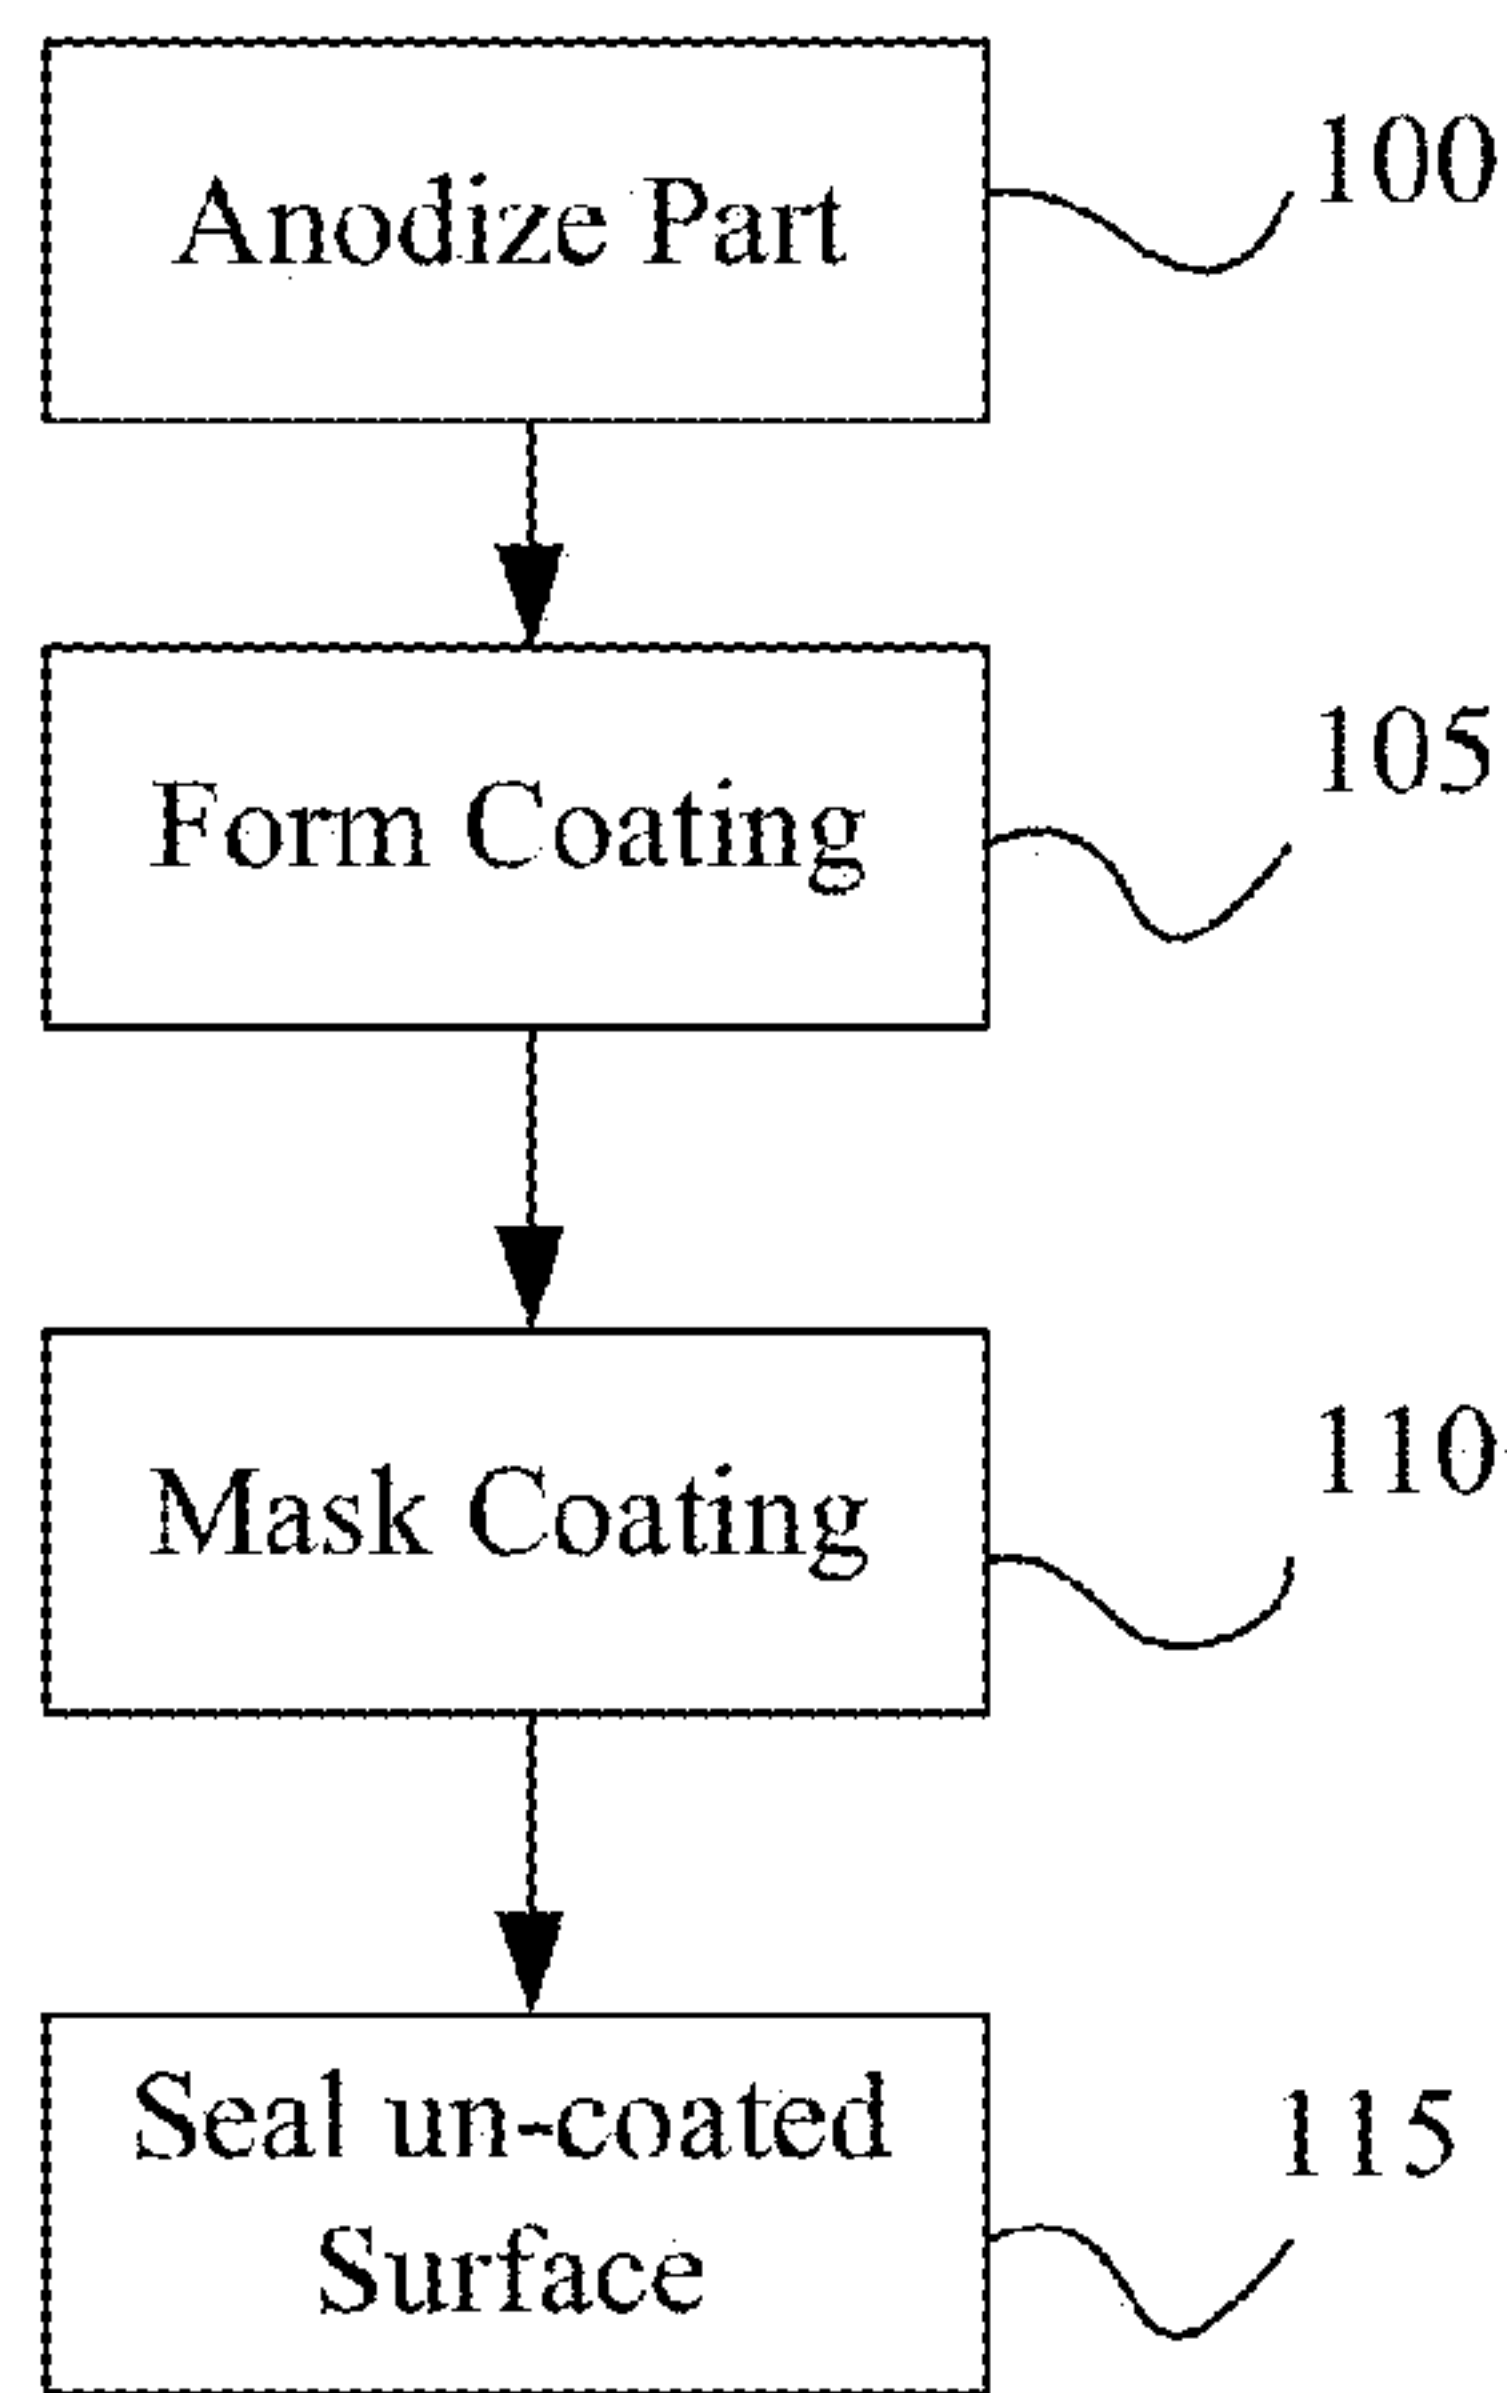 Anodize Part
100
Form Coating
105
Mask Coating
110
Seal un-coated
Surface
115